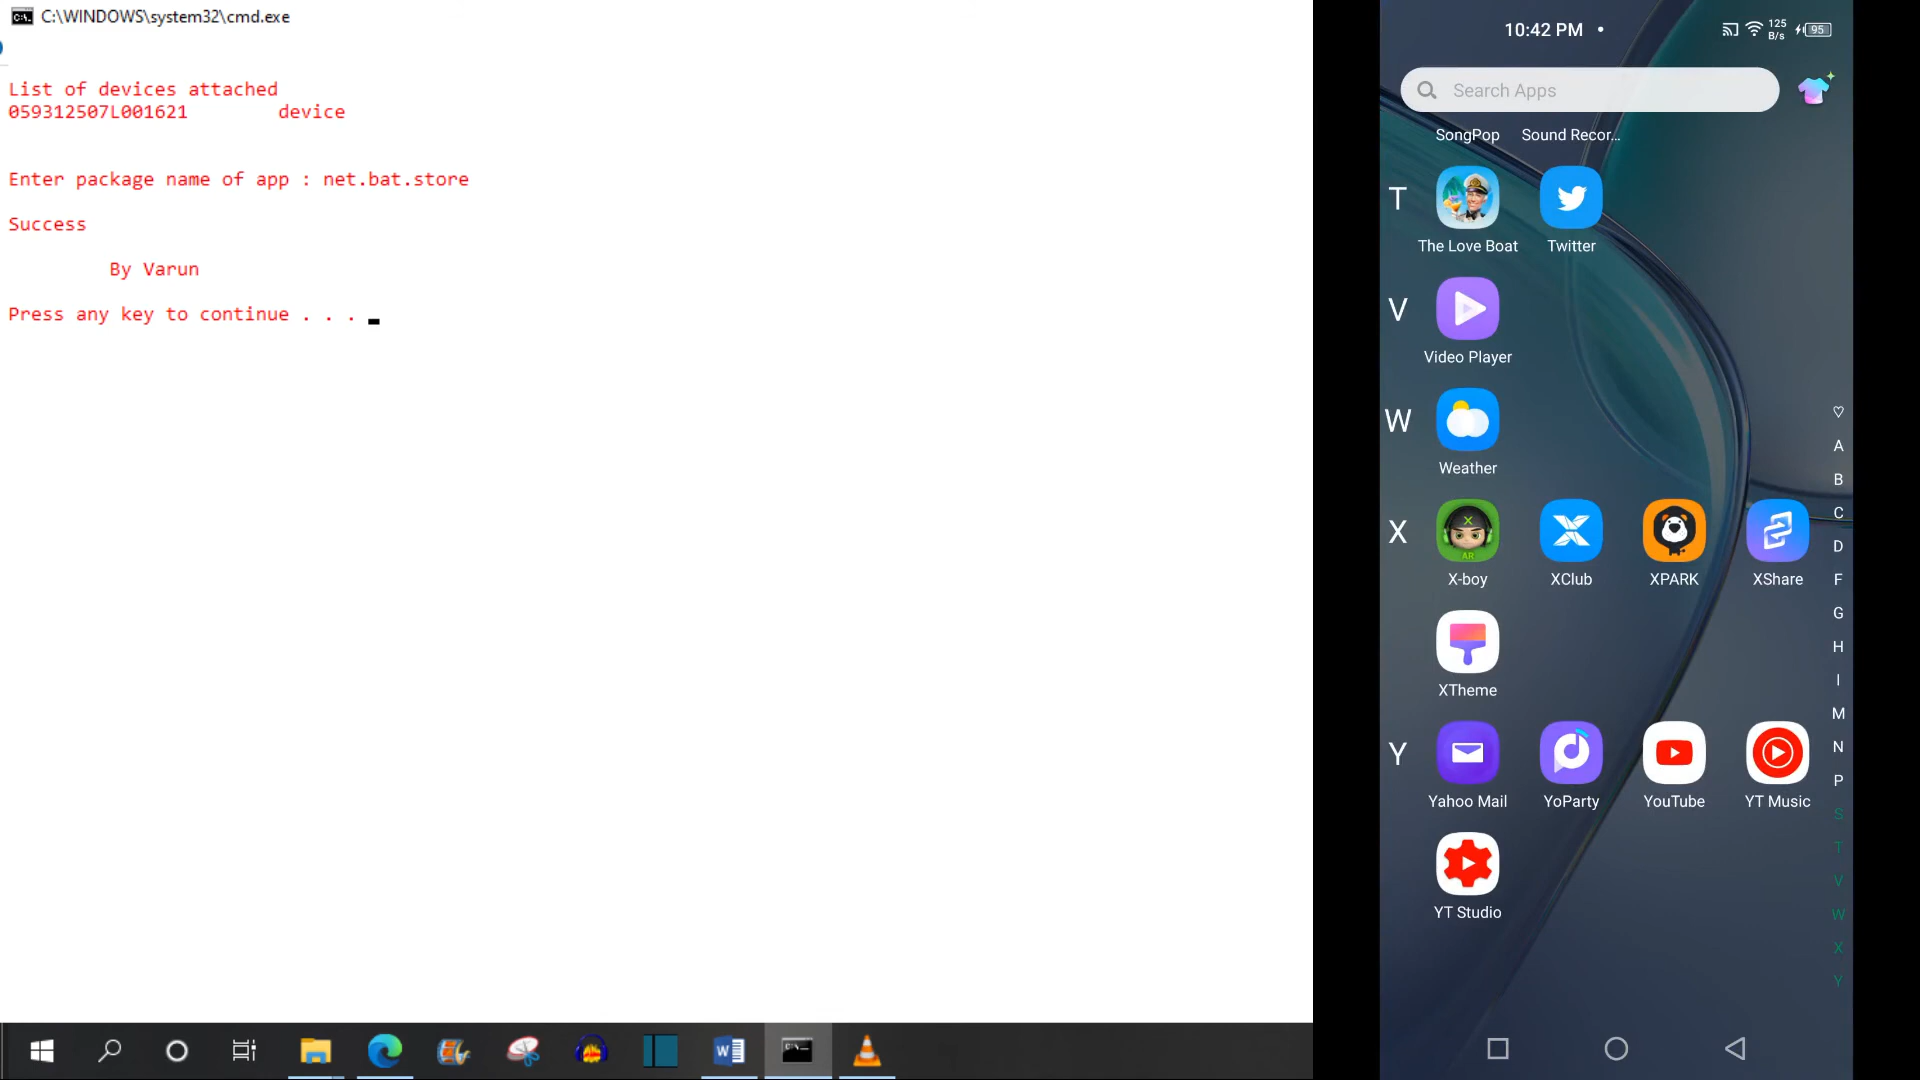 C:\WINDOWS\system32\cmd.exe
List of devices attached
059312507L001621 device
Enter package name of app : net.bat.store
Success
By Varun
Press any key to continue . . .
10:42 PM
125
B/s
95
Search Apps
SongPop Sound Recor...
T
The Love Boat Twitter
V
Video Player
W
Weather
X
X
AR
X-boy XClub XPARK XShare
XTheme
Y
Yahoo Mail YoParty YouTube YT Music
YT Studio
A
B
C
D
F
G
H
I
M
N
P
S
T
V
W
X
Y